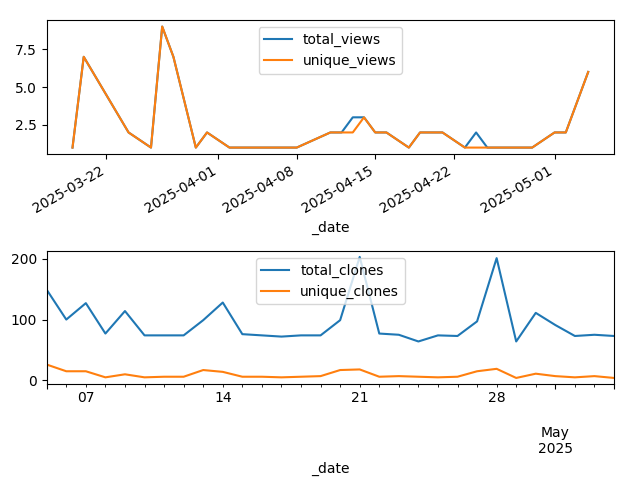 total_views
unique_views
7.5
5.0
2.5
2025-03-22
2025-04-01
2025-04-08
2025-04-15
2025-04-22
2025-05-01
_date
total_clones
unique_clones
200
100
0
07
14
21
28
May
2025
_date